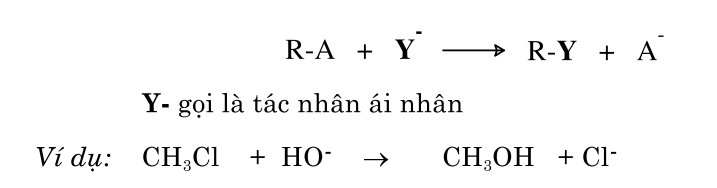 R-A + Y⁻ ⟶ R-Y + A⁻
Y- gọi là tác nhân ái nhân
Ví dụ: CH₃Cl + HO⁻ → CH₃OH + Cl⁻